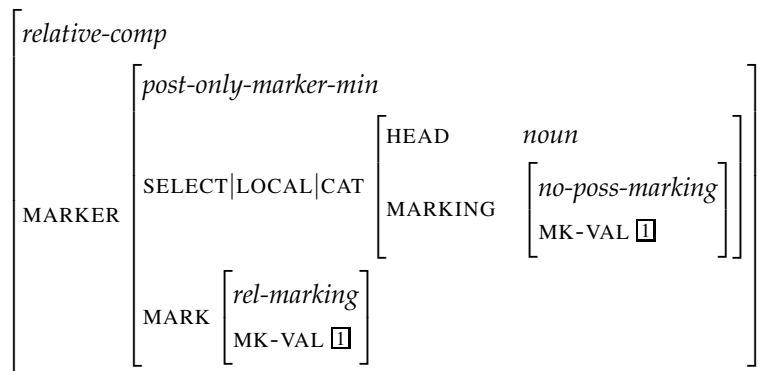 relative-comp
post-only-marker-min
HEAD noun
SELECT|LOCAL|CAT
no-poss-marking
MARKING
MARKER
MK-VAL 1
rel-marking
MARK
MK-VAL 1